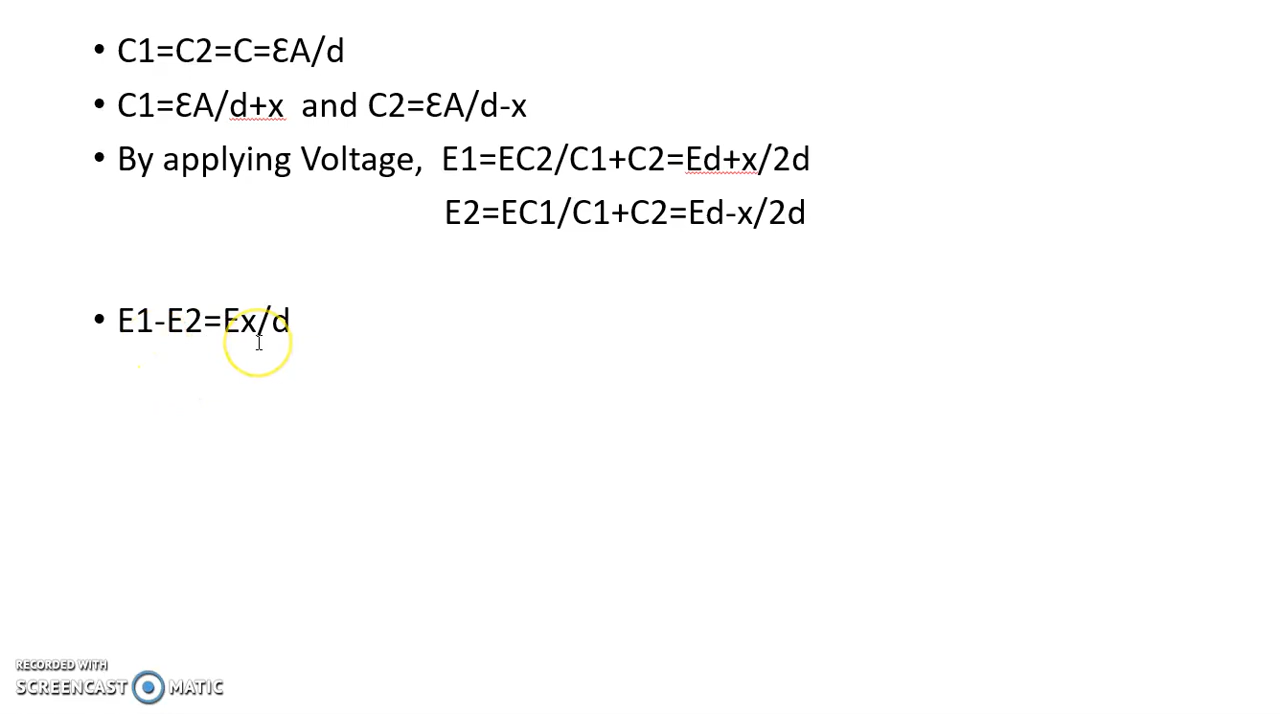 • C1=C2=C=ƐA/d
• C1=ƐA/d+x and C2=ƐA/d-x
• By applying Voltage, E1=EC2/C1+C2=Ed+x/2d
E2=EC1/C1+C2=Ed-x/2d
• E1-E2=Ex/d
RECORDED WITH
SCREENCAST MATIC